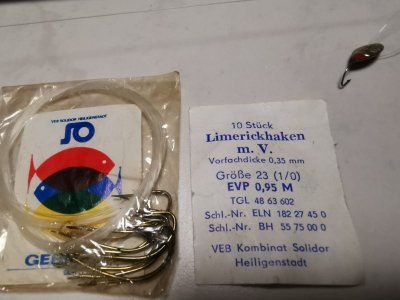 VEB SOLIDOR HEILIGENSTADT
SO
10 Stück
Limerickhaken
m. V.
Vorfachdicke 0,35 mm
Größe 23 (1/0)
EVP 0,95 M
TGL 48 63 602
Schl.-Nr. ELN 182 27 45 0
Schl.-Nr. BH 55 75 00 0
VEB Kombinat Solidor
Heiligenstadt